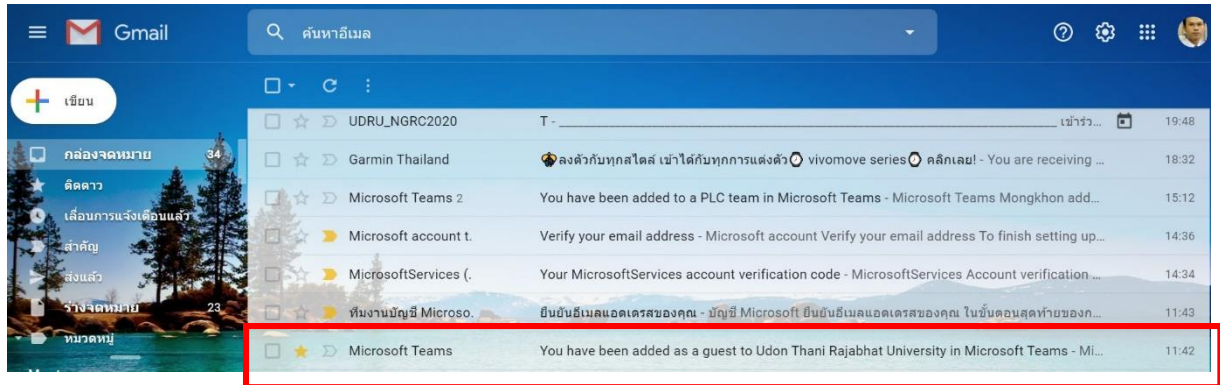 Gmail
ค้นหาอีเมล
เขียน
UDRU_NGRC2020 T - เข้าร่ว... 19:48
กล่องจดหมาย 34
Garmin Thailand ลงตัวกับทุกสไตล์ เข้าได้กับทุกการแต่งตัว⌚ vivomove series⌚ คลิกเลย! - You are receiving ... 18:32
ติดดาว
Microsoft Teams 2 You have been added to a PLC team in Microsoft Teams - Microsoft Teams Mongkhon add... 15:12
เลื่อนการแจ้งเตือนแล้ว
Microsoft account t. Verify your email address - Microsoft account Verify your email address To finish setting up... 14:36
สำคัญ
ส่งแล้ว
MicrosoftServices (. Your MicrosoftServices account verification code - MicrosoftServices Account verification ... 14:34
ร่างจดหมาย 23
ทีมงานบัญชี Microso. ยืนยันอีเมลแอดเดรสของคุณ - บัญชี Microsoft ยืนยันอีเมลแอดเดรสของคุณ ในขั้นตอนสุดท้ายของก... 11:43
หมวดหมู่
Microsoft Teams You have been added as a guest to Udon Thani Rajabhat University in Microsoft Teams - Mi... 11:42